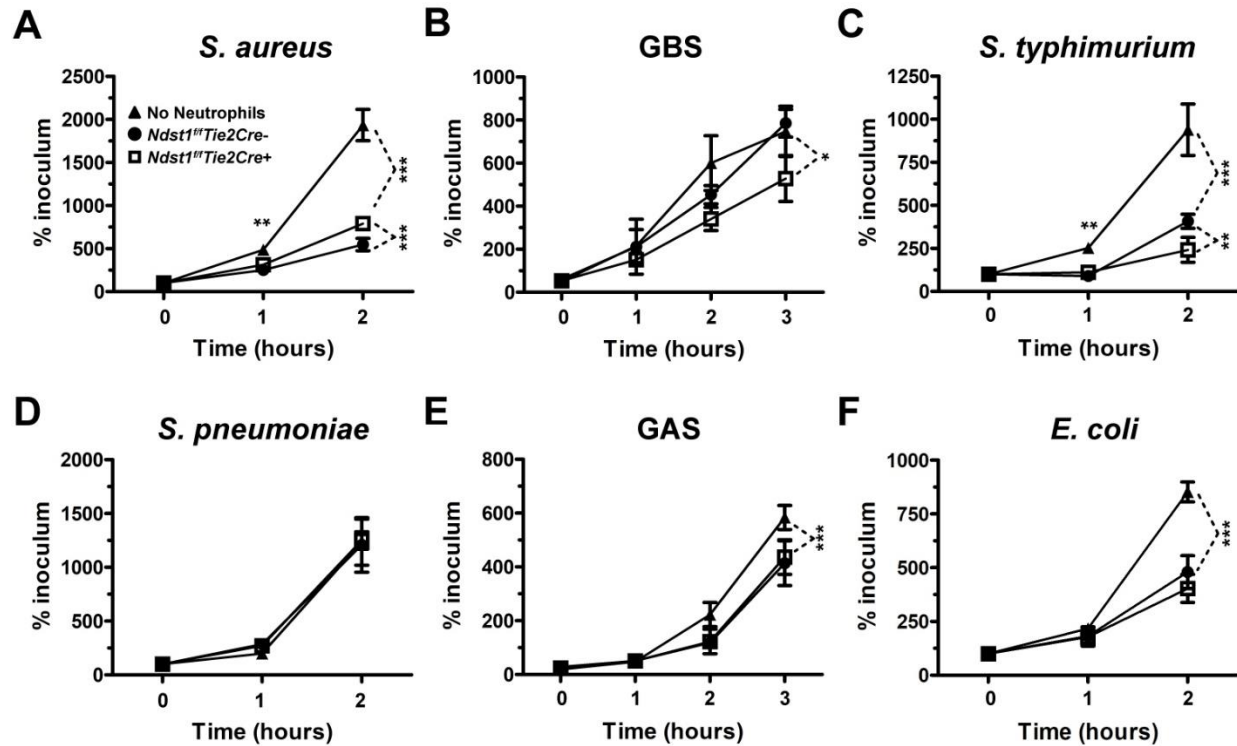 A
S. aureus
2500
2000
1500
1000
500
0
% inoculum
▲ No Neutrophils
● Ndst1f/fTie2Cre-
□ Ndst1f/fTie2Cre+
**
***
***
0 1 2
Time (hours)
B
GBS
1000
800
600
400
200
0
% inoculum
*
0 1 2 3
Time (hours)
C
S. typhimurium
1250
1000
750
500
250
0
% inoculum
**
***
**
0 1 2
Time (hours)
D
S. pneumoniae
2000
1500
1000
500
0
% inoculum
0 1 2
Time (hours)
E
GAS
800
600
400
200
0
% inoculum
***
0 1 2 3
Time (hours)
F
E. coli
1000
750
500
250
0
% inoculum
***
0 1 2
Time (hours)